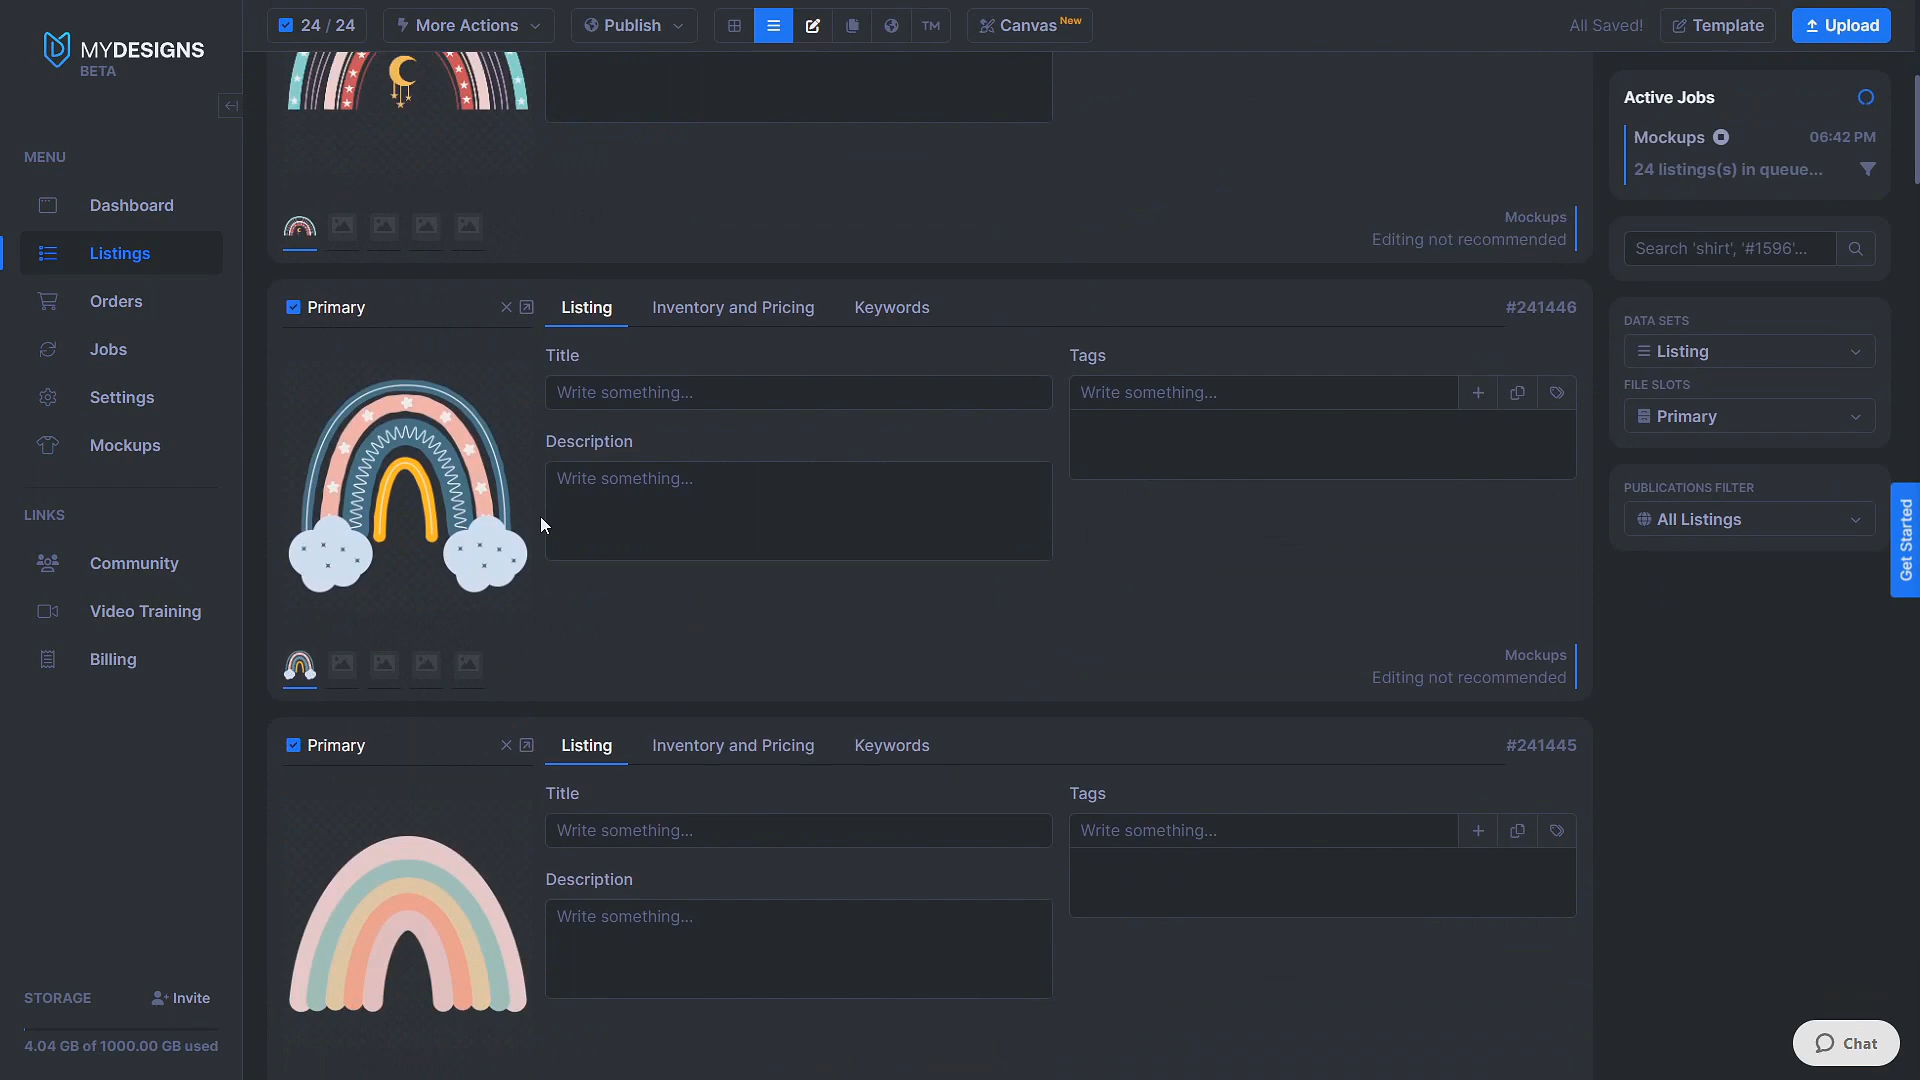 24 / 24
More Actions
Publish
TM
Canvas New
All Saved!
Template
Upload
MYDESIGNS
BETA
MENU
Dashboard
Listings
Orders
Jobs
Settings
Mockups
LINKS
Community
Video Training
Billing
STORAGE
Invite
4.04 GB of 1000.00 GB used
Mockups
Editing not recommended
Primary
Listing
Inventory and Pricing
Keywords
#241446
Title
Write something...
Tags
Write something...
Description
Write something...
Mockups
Editing not recommended
Primary
Listing
Inventory and Pricing
Keywords
#241445
Title
Write something...
Tags
Write something...
Description
Write something...
Active Jobs
Mockups
06:42 PM
24 listings(s) in queue...
Search 'shirt', '#1596'...
DATA SETS
Listing
FILE SLOTS
Primary
PUBLICATIONS FILTER
All Listings
Get Started
Chat